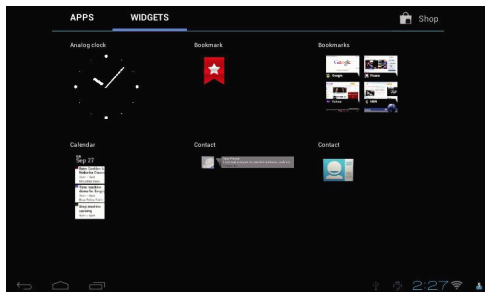 APPS WIDGETS Shop
Analog clock Bookmark Bookmarks
Google
Calendar Contact Contact
Sep 27
2:27